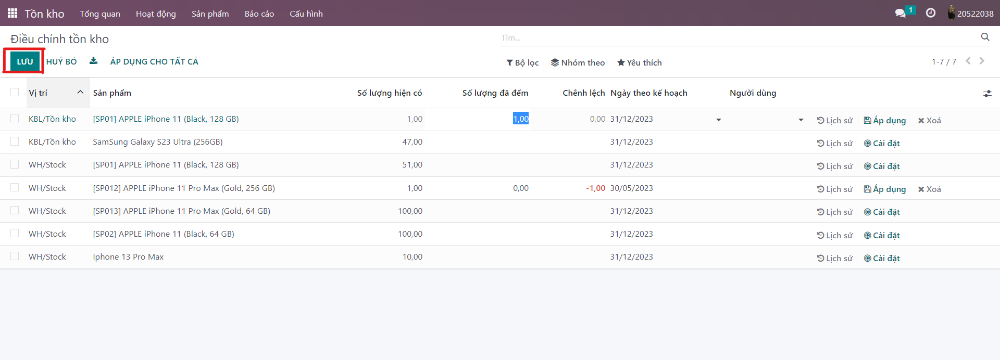 Tồn kho Tổng quan Hoạt động Sản phẩm Báo cáo Cấu hình 1 20522038
Điều chỉnh tồn kho Tìm...
LƯU HUỶ BỎ ÁP DỤNG CHO TẤT CẢ Bộ lọc Nhóm theo Yêu thích 1-7 / 7
Vị trí Sản phẩm Số lượng hiện có Số lượng đã đếm Chênh lệch Ngày theo kế hoạch Người dùng
KBL/Tồn kho [SP01] APPLE iPhone 11 (Black, 128 GB) 1,00 1,00 0,00 31/12/2023 Lịch sử Áp dụng Xoá
KBL/Tồn kho SamSung Galaxy S23 Ultra (256GB) 47,00 31/12/2023 Lịch sử Cài đặt
WH/Stock [SP01] APPLE iPhone 11 (Black, 128 GB) 51,00 31/12/2023 Lịch sử Cài đặt
WH/Stock [SP012] APPLE iPhone 11 Pro Max (Gold, 256 GB) 1,00 0,00 -1,00 30/05/2023 Lịch sử Áp dụng Xoá
WH/Stock [SP013] APPLE iPhone 11 Pro Max (Gold, 64 GB) 100,00 31/12/2023 Lịch sử Cài đặt
WH/Stock [SP02] APPLE iPhone 11 (Black, 64 GB) 100,00 31/12/2023 Lịch sử Cài đặt
WH/Stock Iphone 13 Pro Max 10,00 31/12/2023 Lịch sử Cài đặt